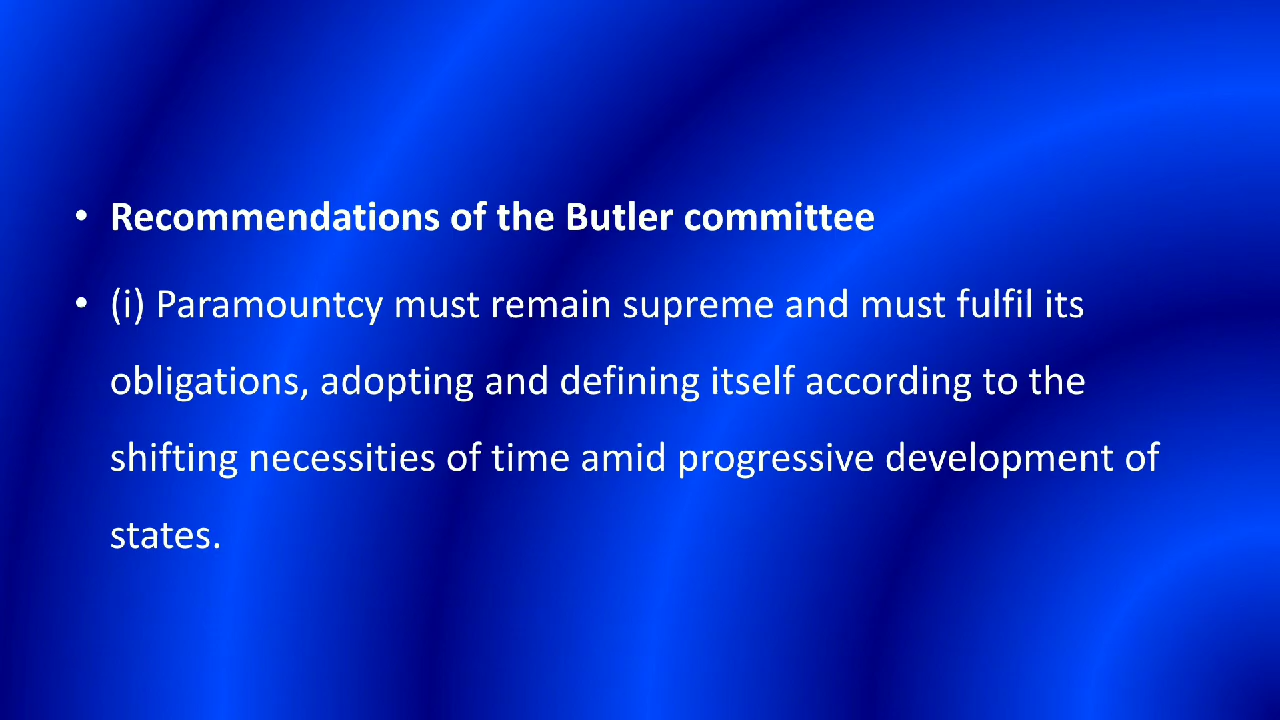 • Recommendations of the Butler committee
• (i) Paramountcy must remain supreme and must fulfil its
obligations, adopting and defining itself according to the
shifting necessities of time amid progressive development of
states.